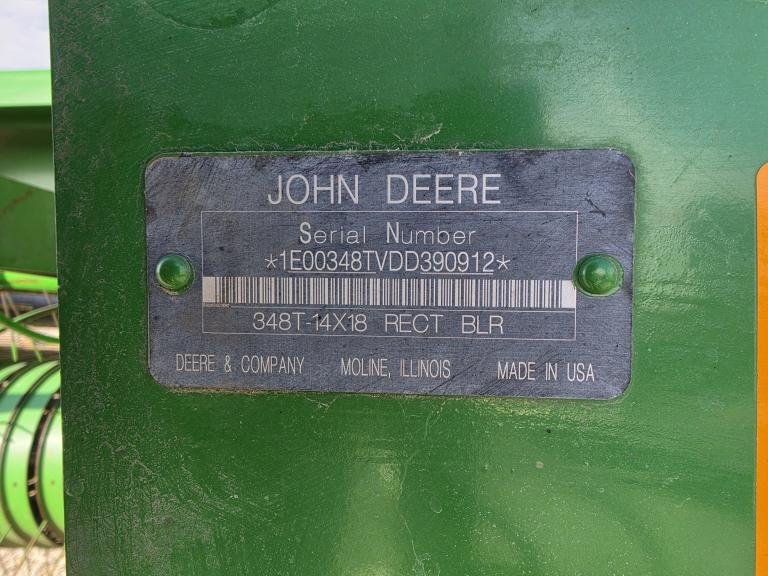 JOHN DEERE
Serial Number
*1E00348TVDD390912*
348T-14X18 RECT BLR
DEERE & COMPANY MOLINE, ILLINOIS MADE IN USA